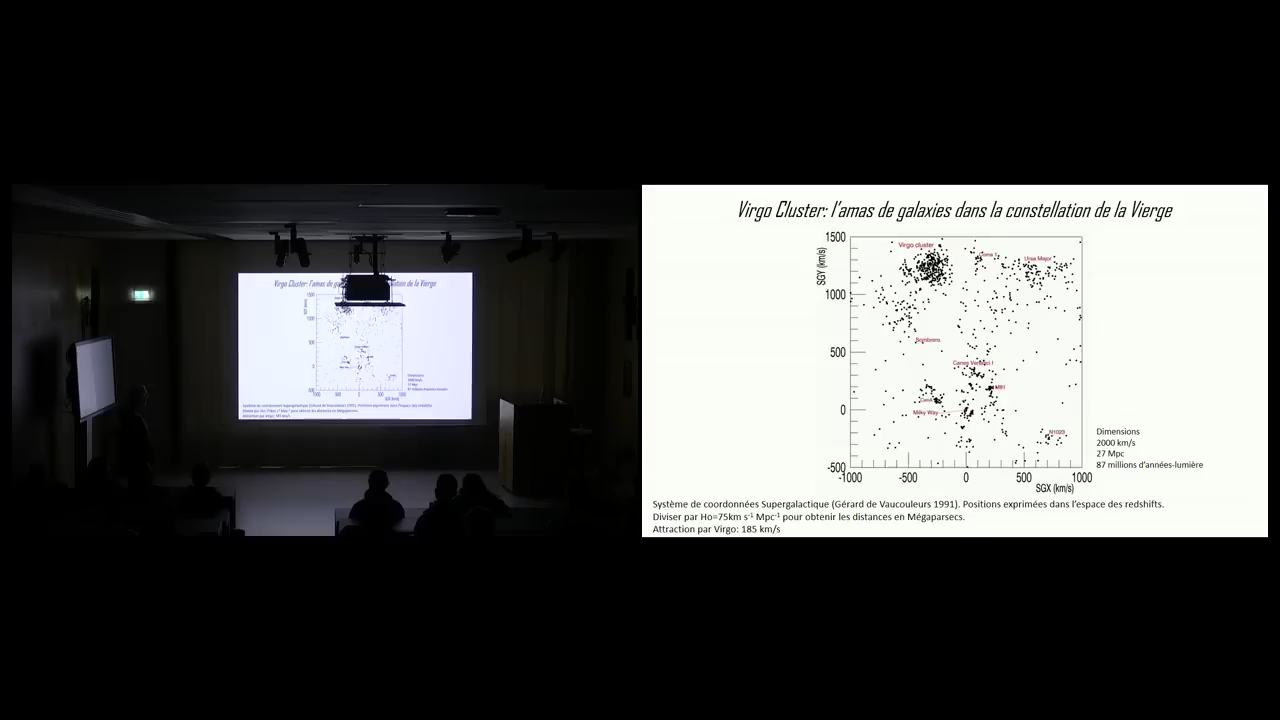 Virgo Cluster: l'amas de galaxies dans la constellation de la Vierge
1500
1000
500
0
-500
SGY (km/s)
-1000
-500
0
500
1000
SGX (km/s)
Virgo cluster
Coma I
Ursa Major
Sombrero
Canes Venatici I
M81
CenA
Milky Way
N1023
Dimensions
2000 km/s
27 Mpc
87 millions d'années-lumière
Système de coordonnées Supergalactique (Gérard de Vaucouleurs 1991). Positions exprimées dans l'espace des redshifts.
Diviser par Ho=75km s⁻¹ Mpc⁻¹ pour obtenir les distances en Mégaparsecs.
Attraction par Virgo: 185 km/s